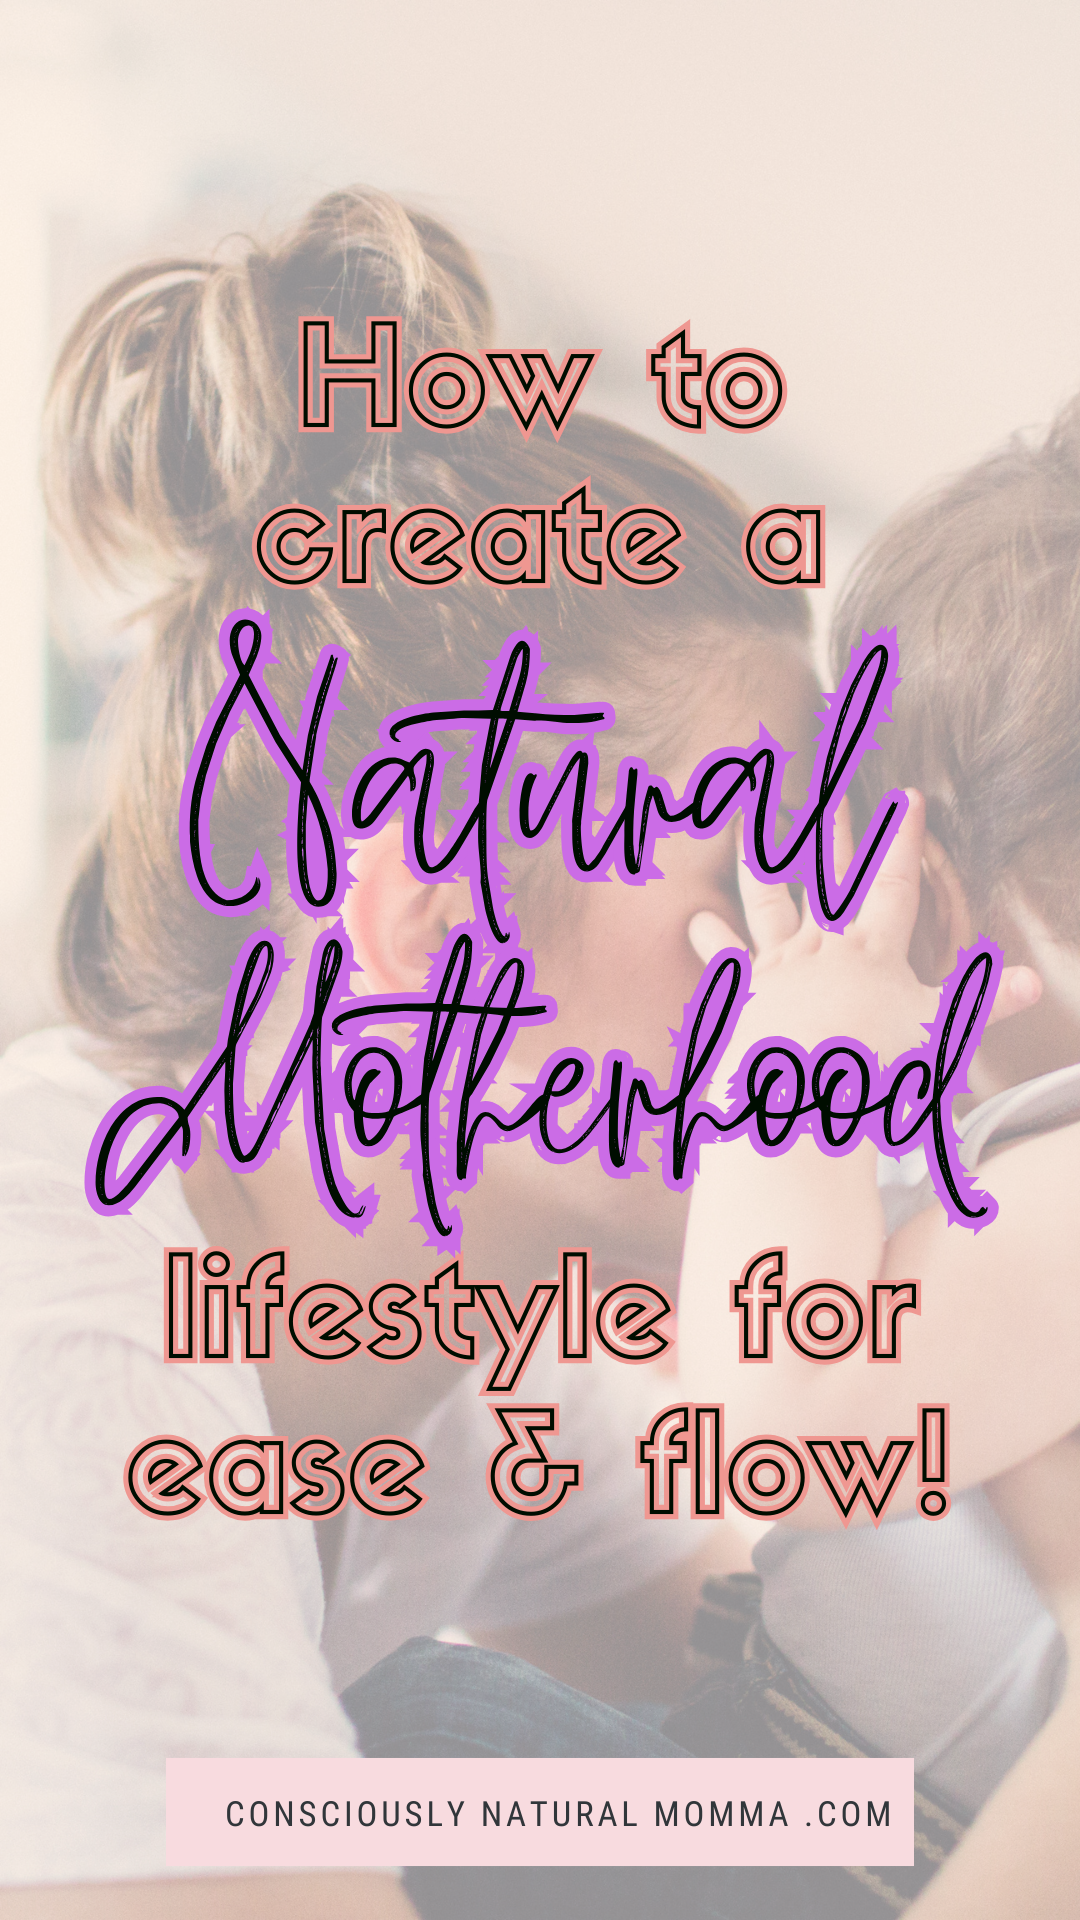 How to
create a
Natural
Motherhood
lifestyle for
ease & flow!
CONSCIOUSLY NATURAL MOMMA .COM